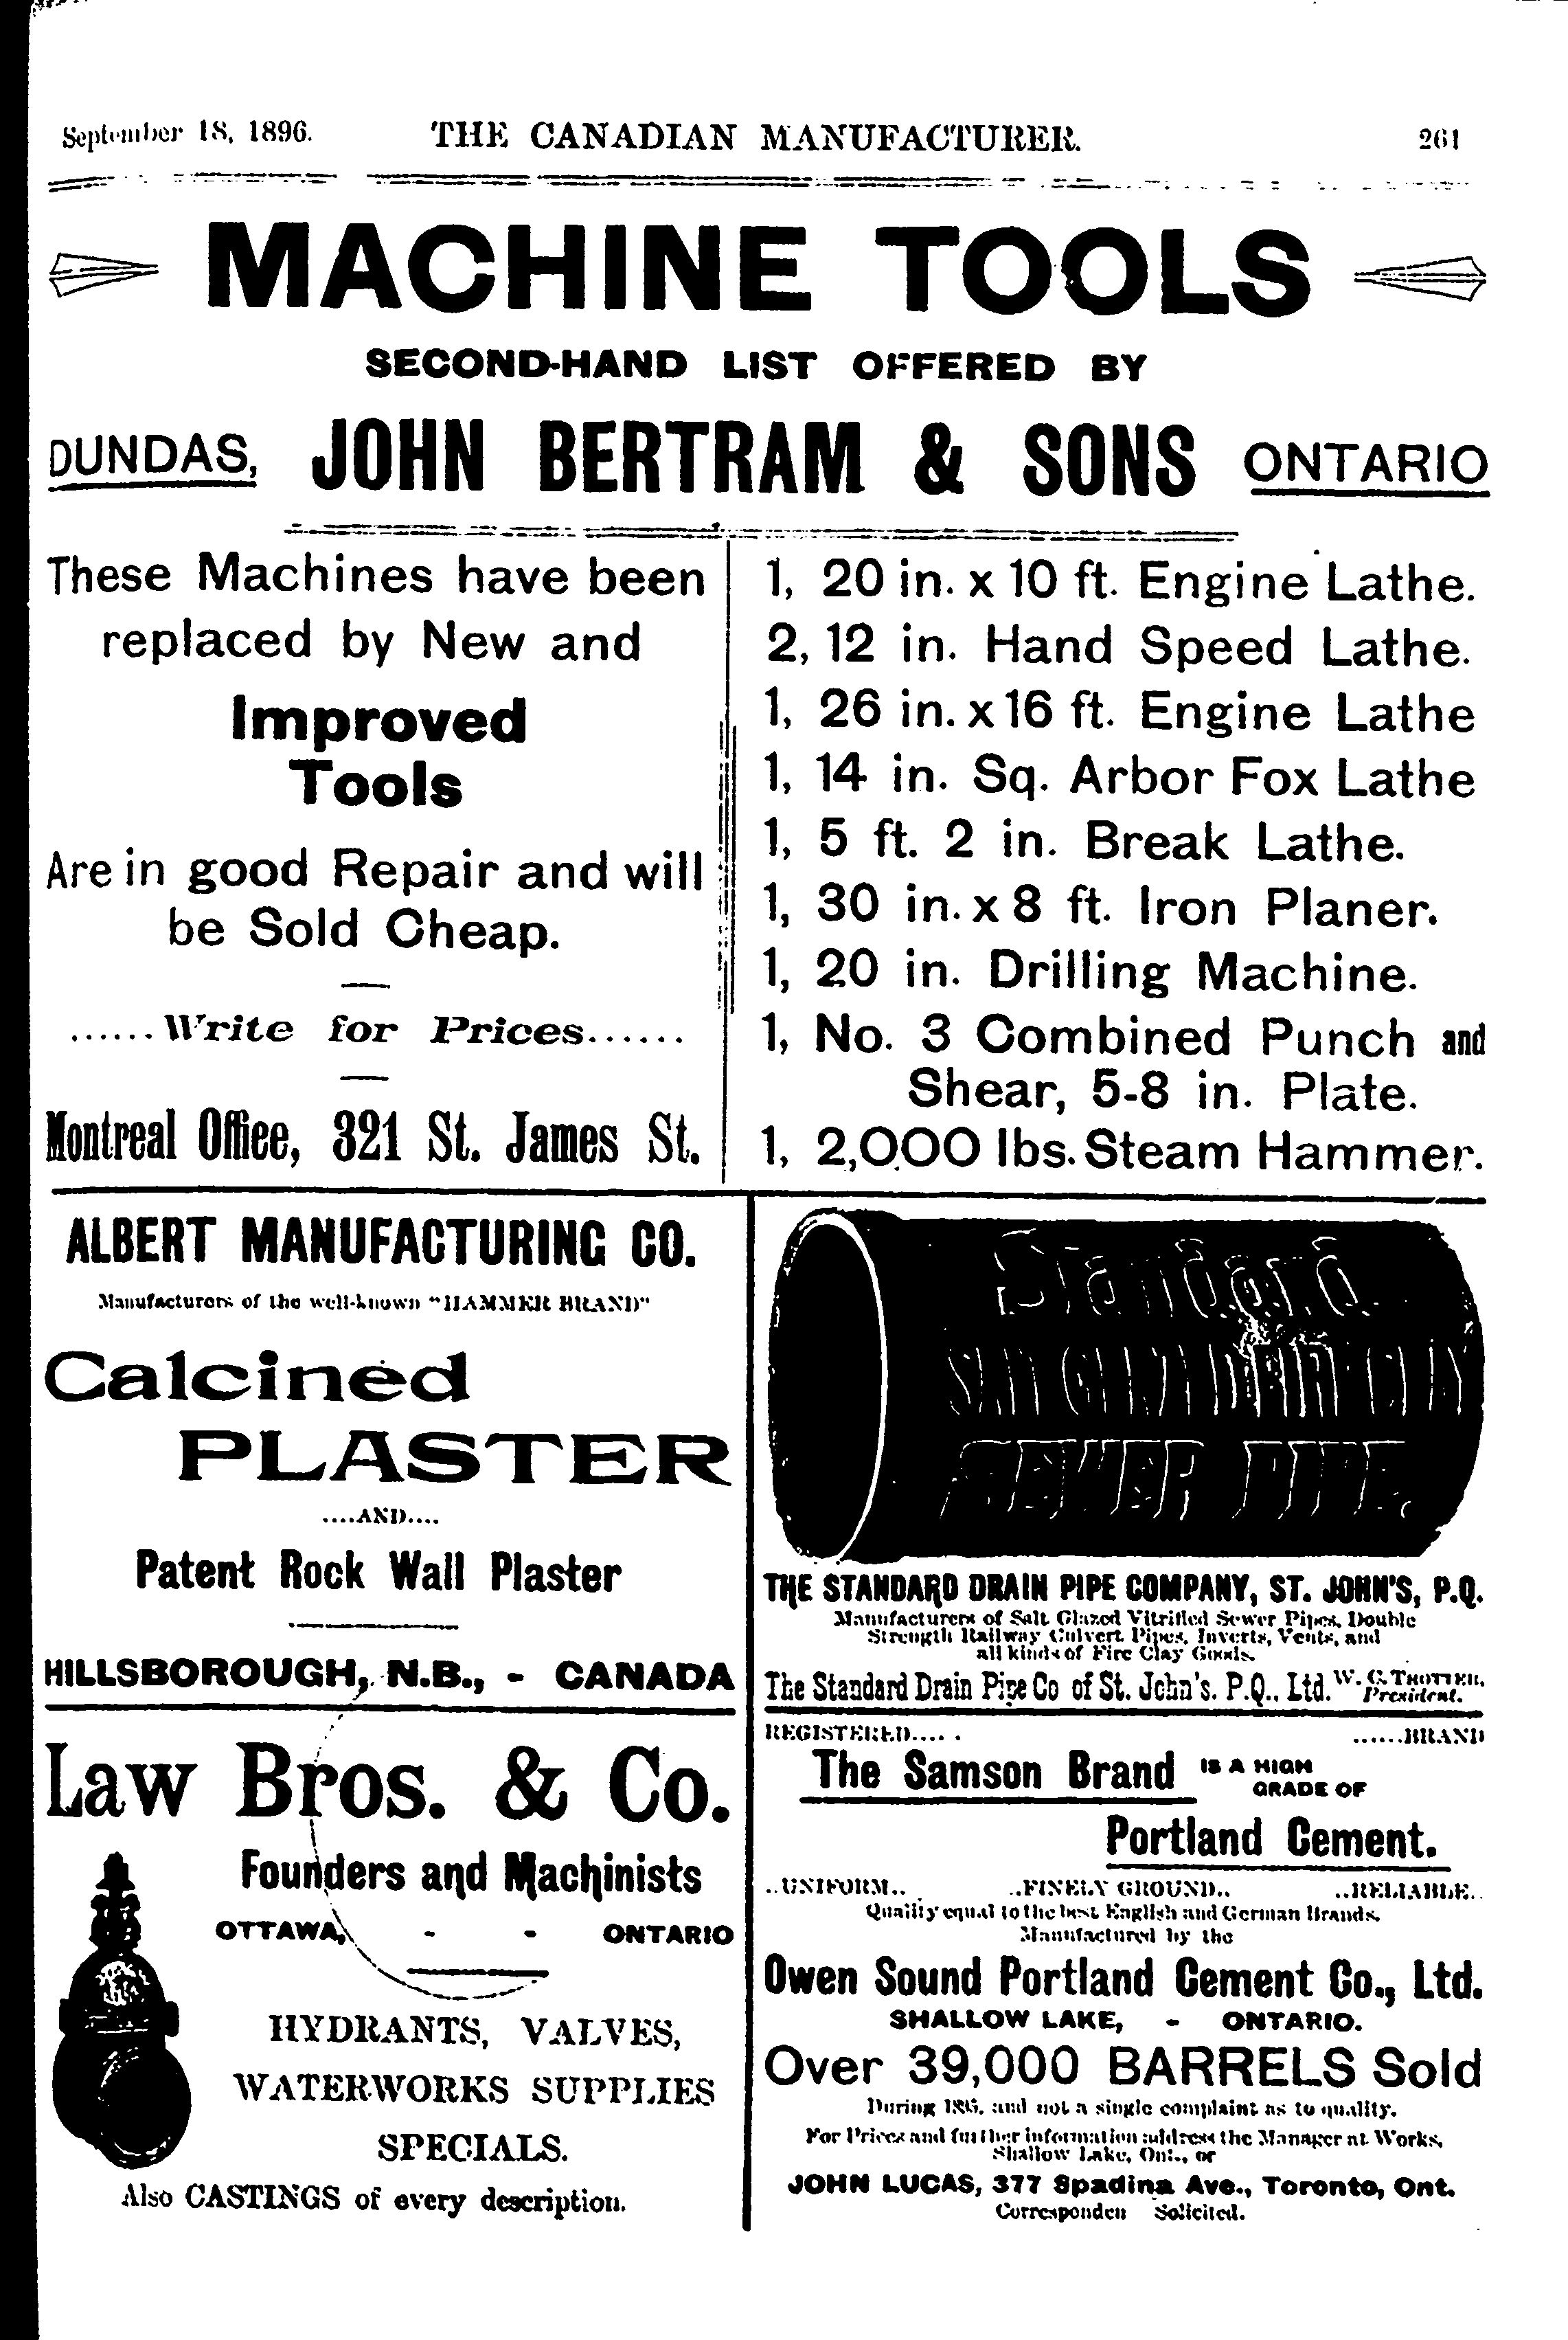 September 18, 1896.
THE CANADIAN MANUFACTURER.
261
MACHINE TOOLS
SECOND-HAND LIST OFFERED BY
DUNDAS, JOHN BERTRAM & SONS ONTARIO
These Machines have been
replaced by New and
Improved
Tools
Are in good Repair and will
be Sold Cheap.
......Write for Prices......
Montreal Office, 321 St. James St.
1, 20 in. x 10 ft. Engine Lathe.
2, 12 in. Hand Speed Lathe.
1, 26 in. x 16 ft. Engine Lathe
1, 14 in. Sq. Arbor Fox Lathe
1, 5 ft. 2 in. Break Lathe.
1, 30 in. x 8 ft. Iron Planer.
1, 20 in. Drilling Machine.
1, No. 3 Combined Punch and
Shear, 5-8 in. Plate.
1, 2,000 lbs. Steam Hammer.
ALBERT MANUFACTURING CO.
Manufacturers of the well-known "HAMMER BRAND"
Calcined
PLASTER
....AND....
Patent Rock Wall Plaster
HILLSBOROUGH, N.B., - CANADA
Law Bros. & Co.
Founders and Machinists
OTTAWA, - - ONTARIO
HYDRANTS, VALVES,
WATERWORKS SUPPLIES
SPECIALS.
Also CASTINGS of every description.
Standard
SEWER PIPE.
THE STANDARD DRAIN PIPE COMPANY, ST. JOHN'S, P.Q.
Manufacturers of Salt Glazed Vitrified Sewer Pipes, Double
Strength Railway Culvert Pipes, Inverts, Vents, and
all kinds of Fire Clay Goods.
The Standard Drain Pipe Co of St. John's. P.Q.. Ltd. W. C. TROTTER,
President.
REGISTERED..... ......BRAND
The Samson Brand IS A HIGH
GRADE OF
Portland Cement.
..UNIFORM.. ..FINELY GROUND.. ..RELIABLE..
Quality equal to the best English and German Brands.
Manufactured by the
Owen Sound Portland Cement Co., Ltd.
SHALLOW LAKE, - ONTARIO.
Over 39,000 BARRELS Sold
During and not a single complaint as to quality.
For Prices and further information address the Manager at Works,
Shallow Lake, Ont., or
JOHN LUCAS, 377 Spadina Ave., Toronto, Ont.
Solicited.